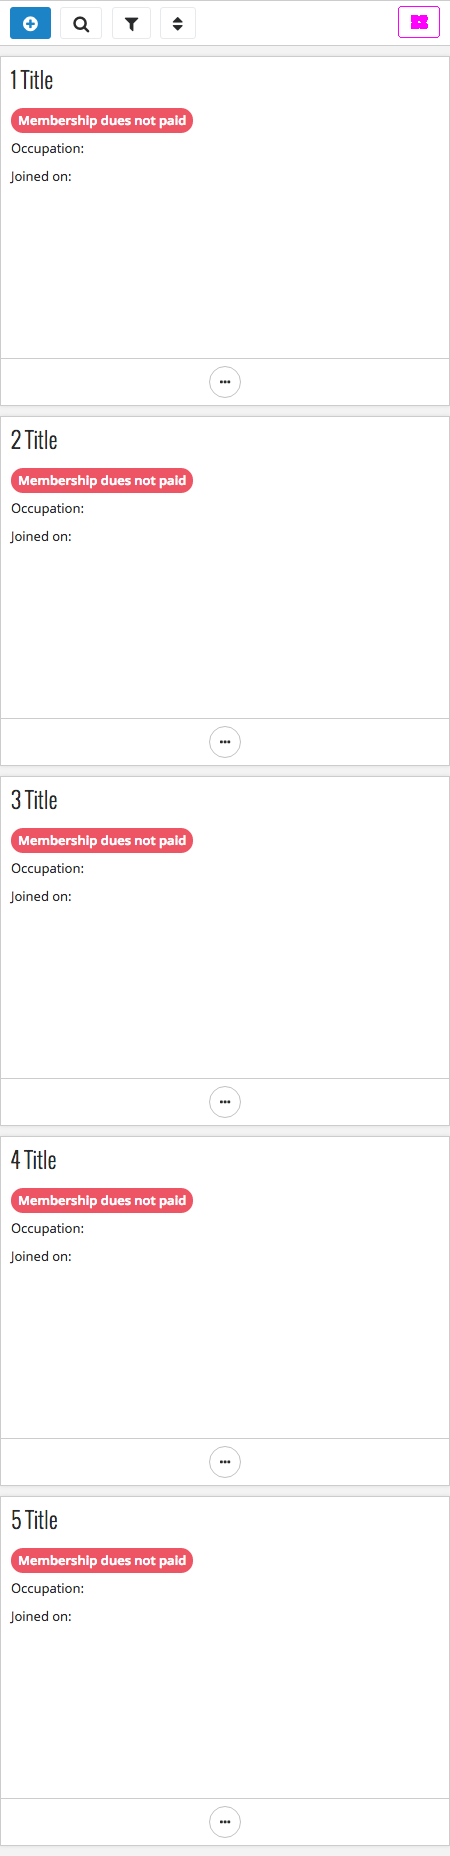 1 Title
Membership dues not paid
Occupation:
Joined on:
2 Title
Membership dues not paid
Occupation:
Joined on:
3 Title
Membership dues not paid
Occupation:
Joined on:
4 Title
Membership dues not paid
Occupation:
Joined on:
5 Title
Membership dues not paid
Occupation:
Joined on: